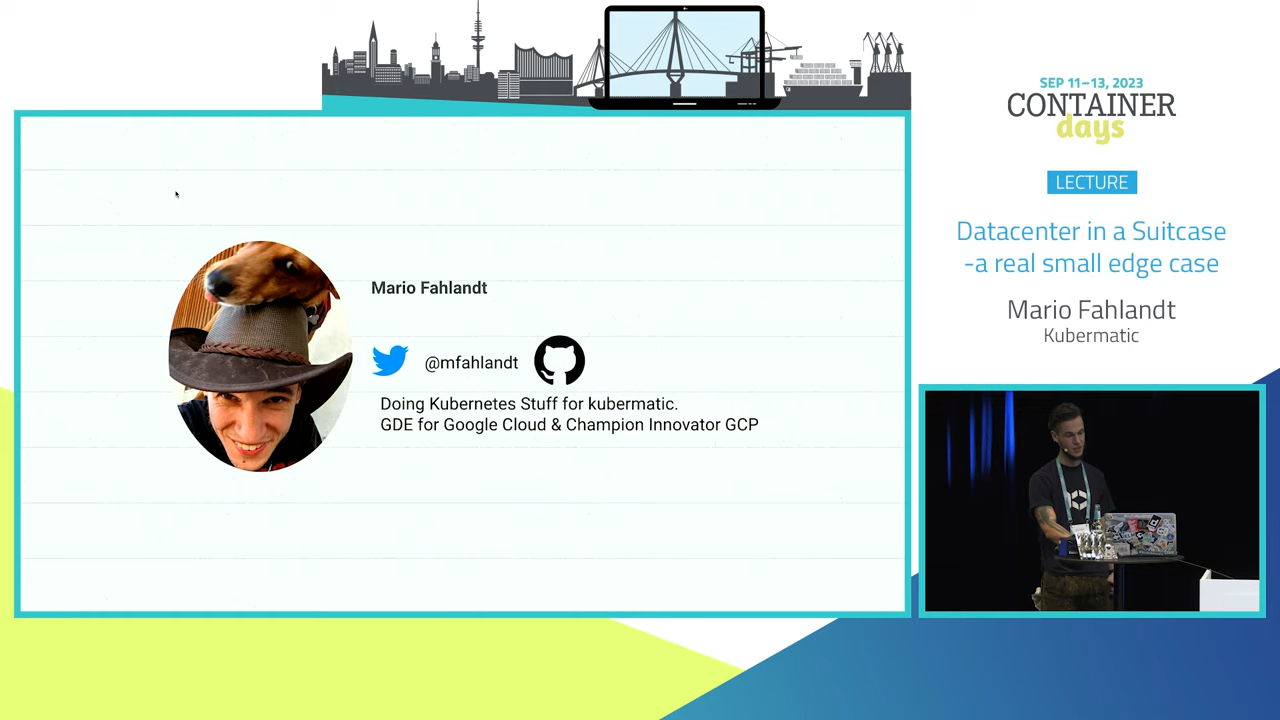 SEP 11–13, 2023
CONTAINER
days
LECTURE
Datacenter in a Suitcase
-a real small edge case
Mario Fahlandt
Kubermatic
Mario Fahlandt
@mfahlandt
Doing Kubernetes Stuff for kubermatic.
GDE for Google Cloud & Champion Innovator GCP